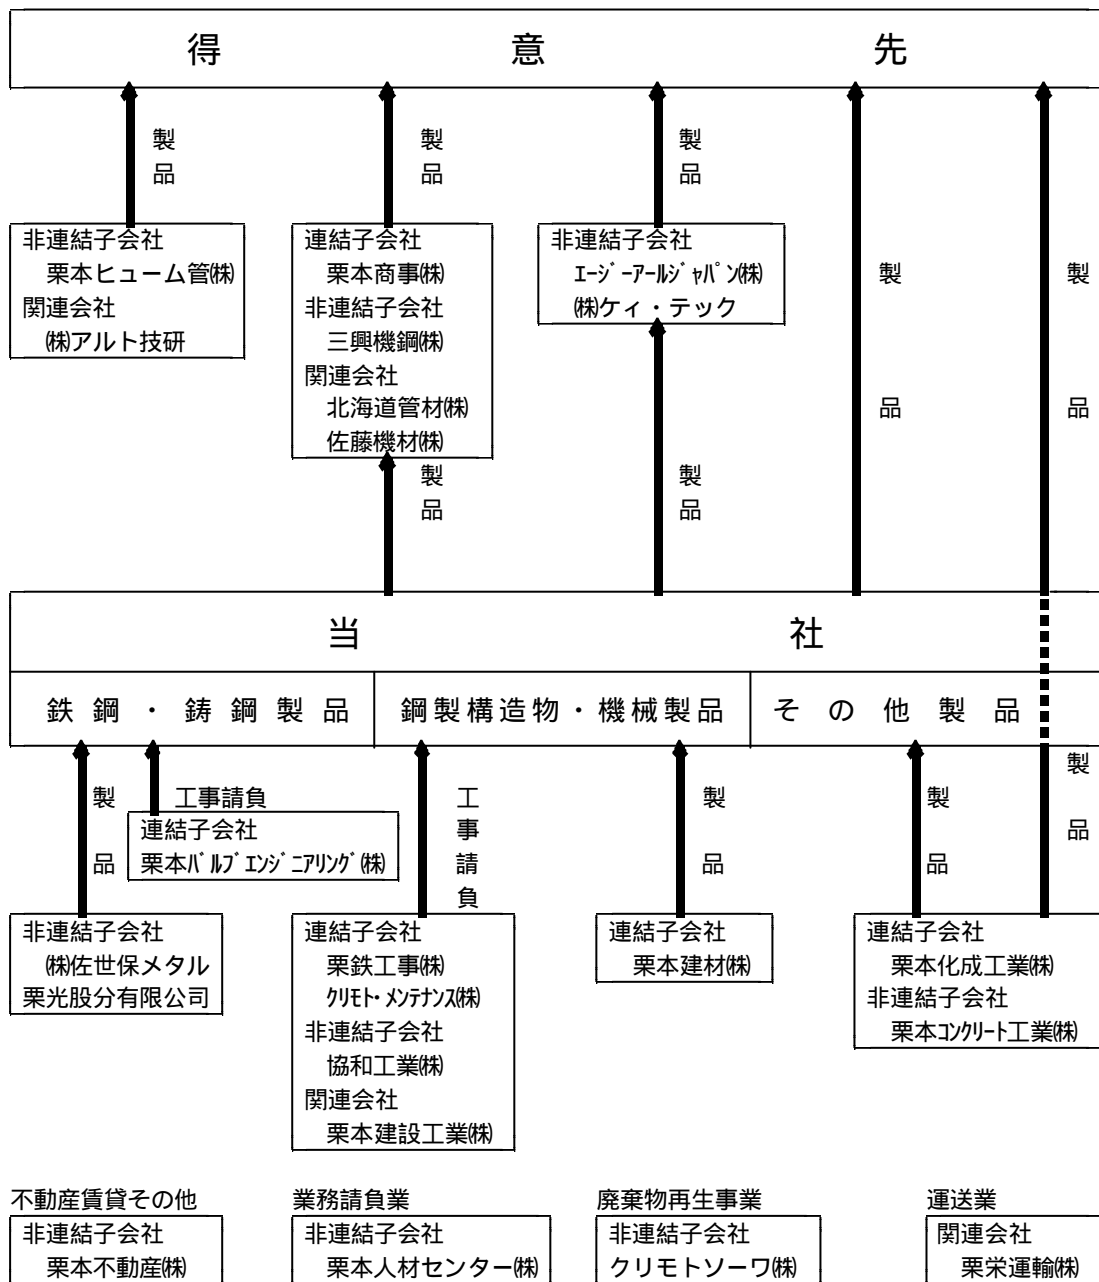 得意先
製品
製品
製品
非連結子会社
栗本ヒューム管㈱
関連会社
㈱アルト技研
連結子会社
栗本商事㈱
非連結子会社
三興機鋼㈱
関連会社
北海道管材㈱
佐藤機材㈱
非連結子会社
ｴｰｼﾞｰｱｰﾙｼﾞｬﾊﾟﾝ㈱
㈱ケィ・テック
製品
製品
製品
製品
当社
鉄鋼・鋳鋼製品
鋼製構造物・機械製品
その他製品
製品
工事請負
連結子会社
栗本ﾊﾞﾙﾌﾞｴﾝｼﾞﾆｱﾘﾝｸﾞ㈱
工事請負
製品
製品
製品
非連結子会社
㈱佐世保メタル
栗光股分有限公司
連結子会社
栗鉄工事㈱
ｸﾘﾓﾄ･ﾒﾝﾃﾅﾝｽ㈱
非連結子会社
協和工業㈱
関連会社
栗本建設工業㈱
連結子会社
栗本建材㈱
連結子会社
栗本化成工業㈱
非連結子会社
栗本ｺﾝｸﾘｰﾄ工業㈱
不動産賃貸その他
非連結子会社
栗本不動産㈱
業務請負業
非連結子会社
栗本人材センター㈱
廃棄物再生事業
非連結子会社
クリモトソーワ㈱
運送業
関連会社
栗栄運輸㈱